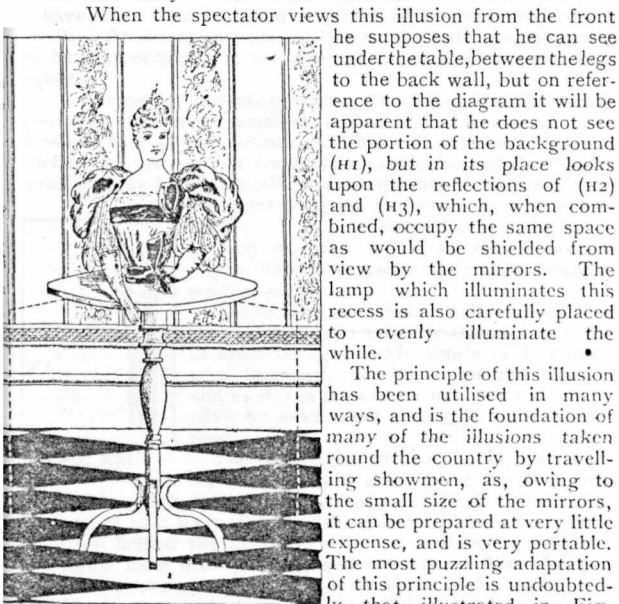 When the spectator views this illusion from the front
he supposes that he can see
under the table, between the legs
to the back wall, but on refer-
ence to the diagram it will be
apparent that he does not see
the portion of the background
(H1), but in its place looks
upon the reflections of (H2)
and (H3), which, when com-
bined, occupy the same space
as would be shielded from
view by the mirrors. The
lamp which illuminates this
recess is also carefully placed
to evenly illuminate the
while.
The principle of this illusion
has been utilised in many
ways, and is the foundation of
many of the illusions taken
round the country by travell-
ing showmen, as, owing to
the small size of the mirrors,
it can be prepared at very little
expense, and is very portable.
The most puzzling adaptation
of this principle is undoubted-
ly that illustrated in Fig.